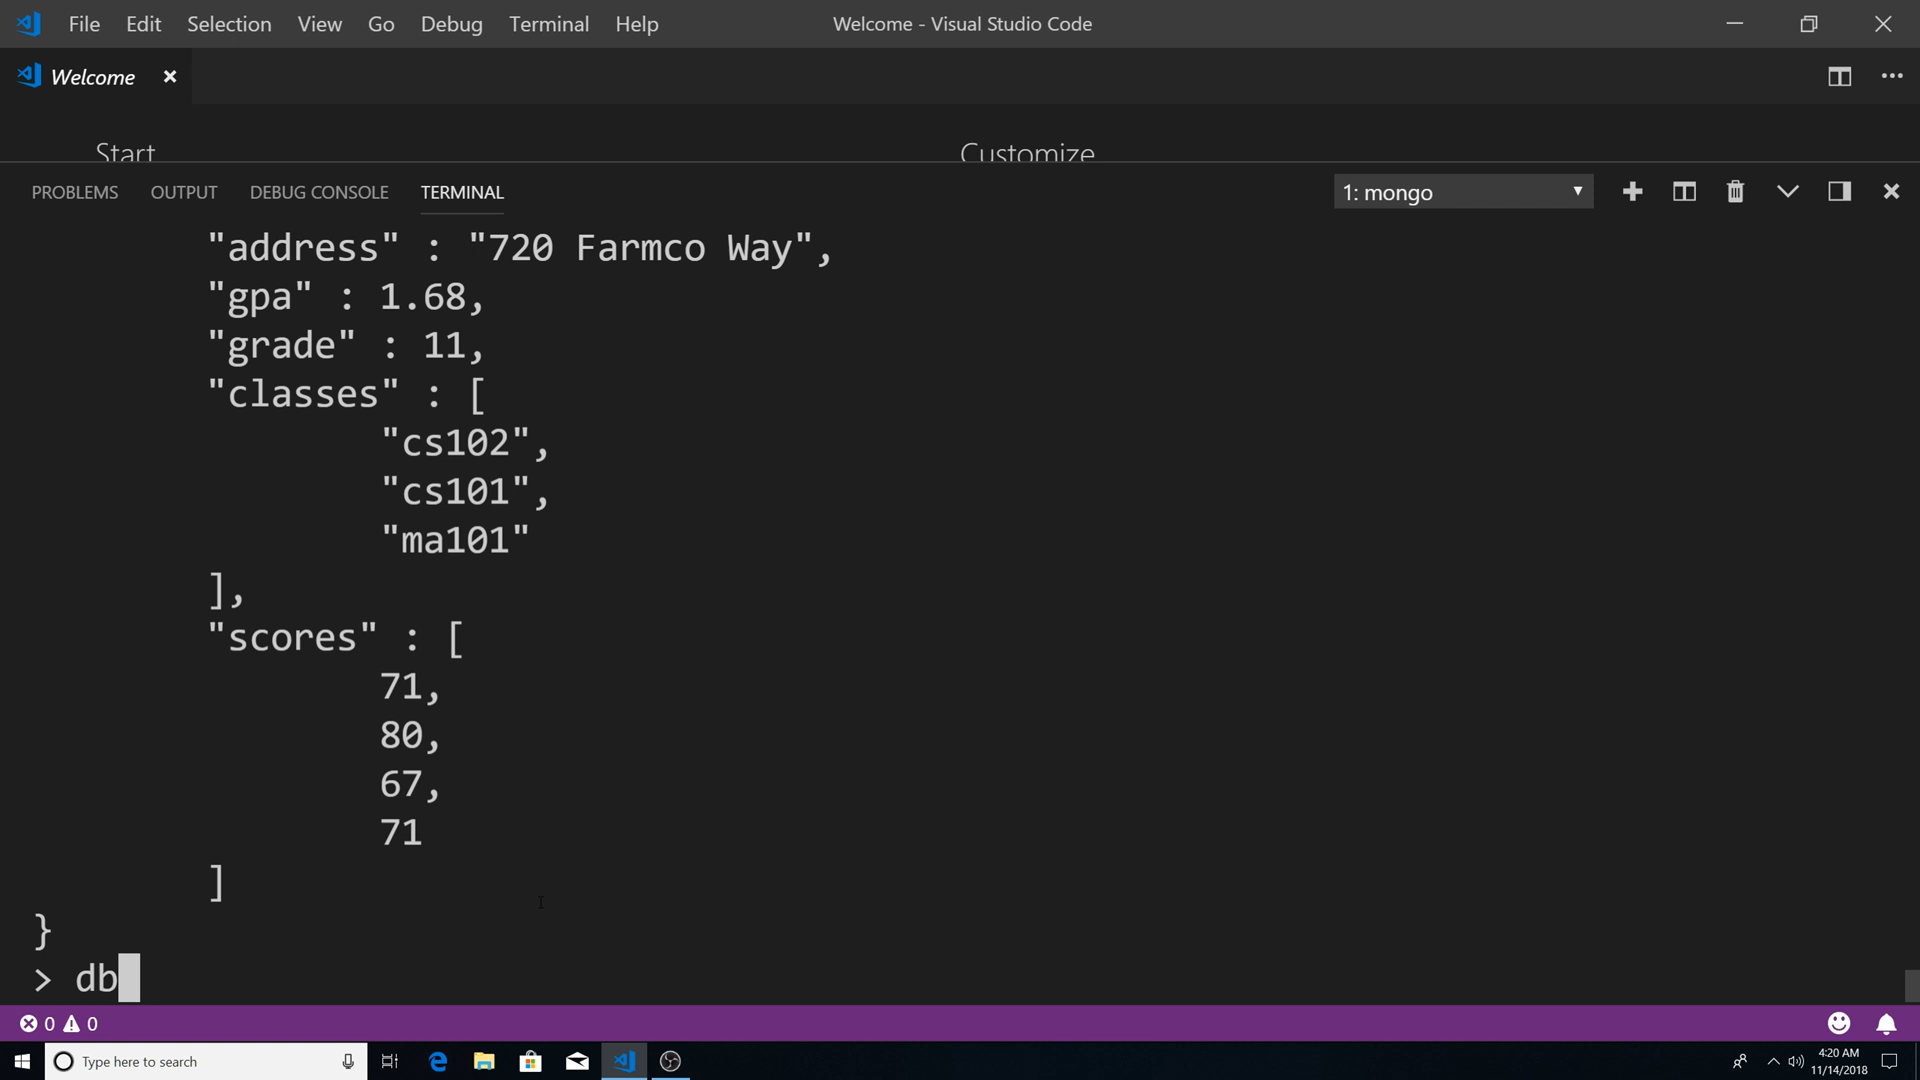 File Edit Selection View Go Debug Terminal Help Welcome - Visual Studio Code
Welcome
Start Customize
PROBLEMS OUTPUT DEBUG CONSOLE TERMINAL 1: mongo
"address" : "720 Farmco Way",
"gpa" : 1.68,
"grade" : 11,
"classes" : [
"cs102",
"cs101",
"ma101"
],
"scores" : [
71,
80,
67,
71
]
}
> db
0 0
Type here to search 4:20 AM
11/14/2018